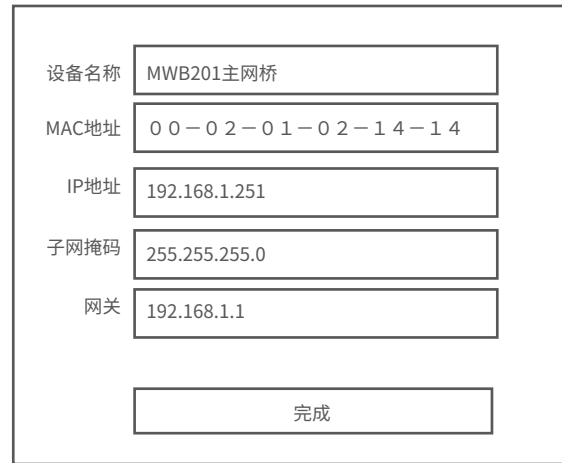 设备名称 MWB201主网桥
MAC地址 ００－０２－０１－０２－１４－１４
IP地址 192.168.1.251
子网掩码 255.255.255.0
网关 192.168.1.1
完成